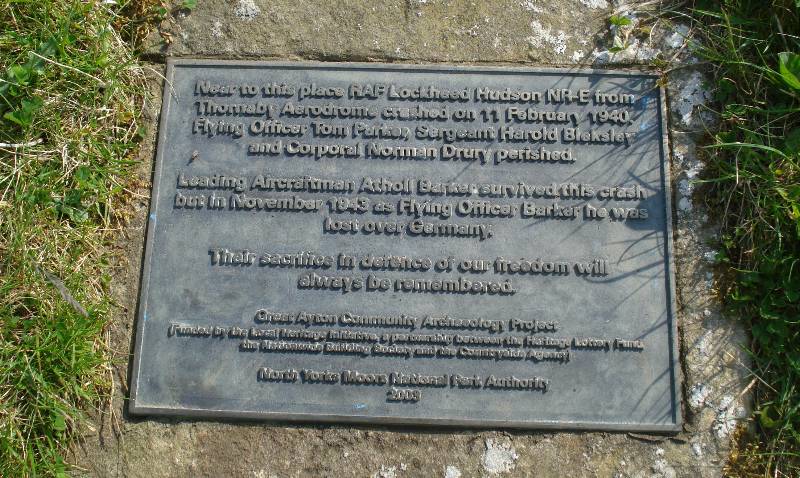 Near to this place RAF Lockheed Hudson NR-E from
Thornaby Aerodrome crashed on 11 February 1940.
Flying Officer Tom Parker, Sergeant Harold Bleksley
and Corporal Norman Drury perished.
Leading Aircraftman Atholl Barker survived this crash
but in November 1943 as Flying Officer Barker he was
lost over Germany.
Their sacrifice in defence of our freedom will
always be remembered.
Great Ayton Community Archaeology Project
(Funded by the Local Heritage Initiative, a partnership between the Heritage Lottery Fund,
the Nationwide Building Society and the Countryside Agency)
North Yorks Moors National Park Authority
2003